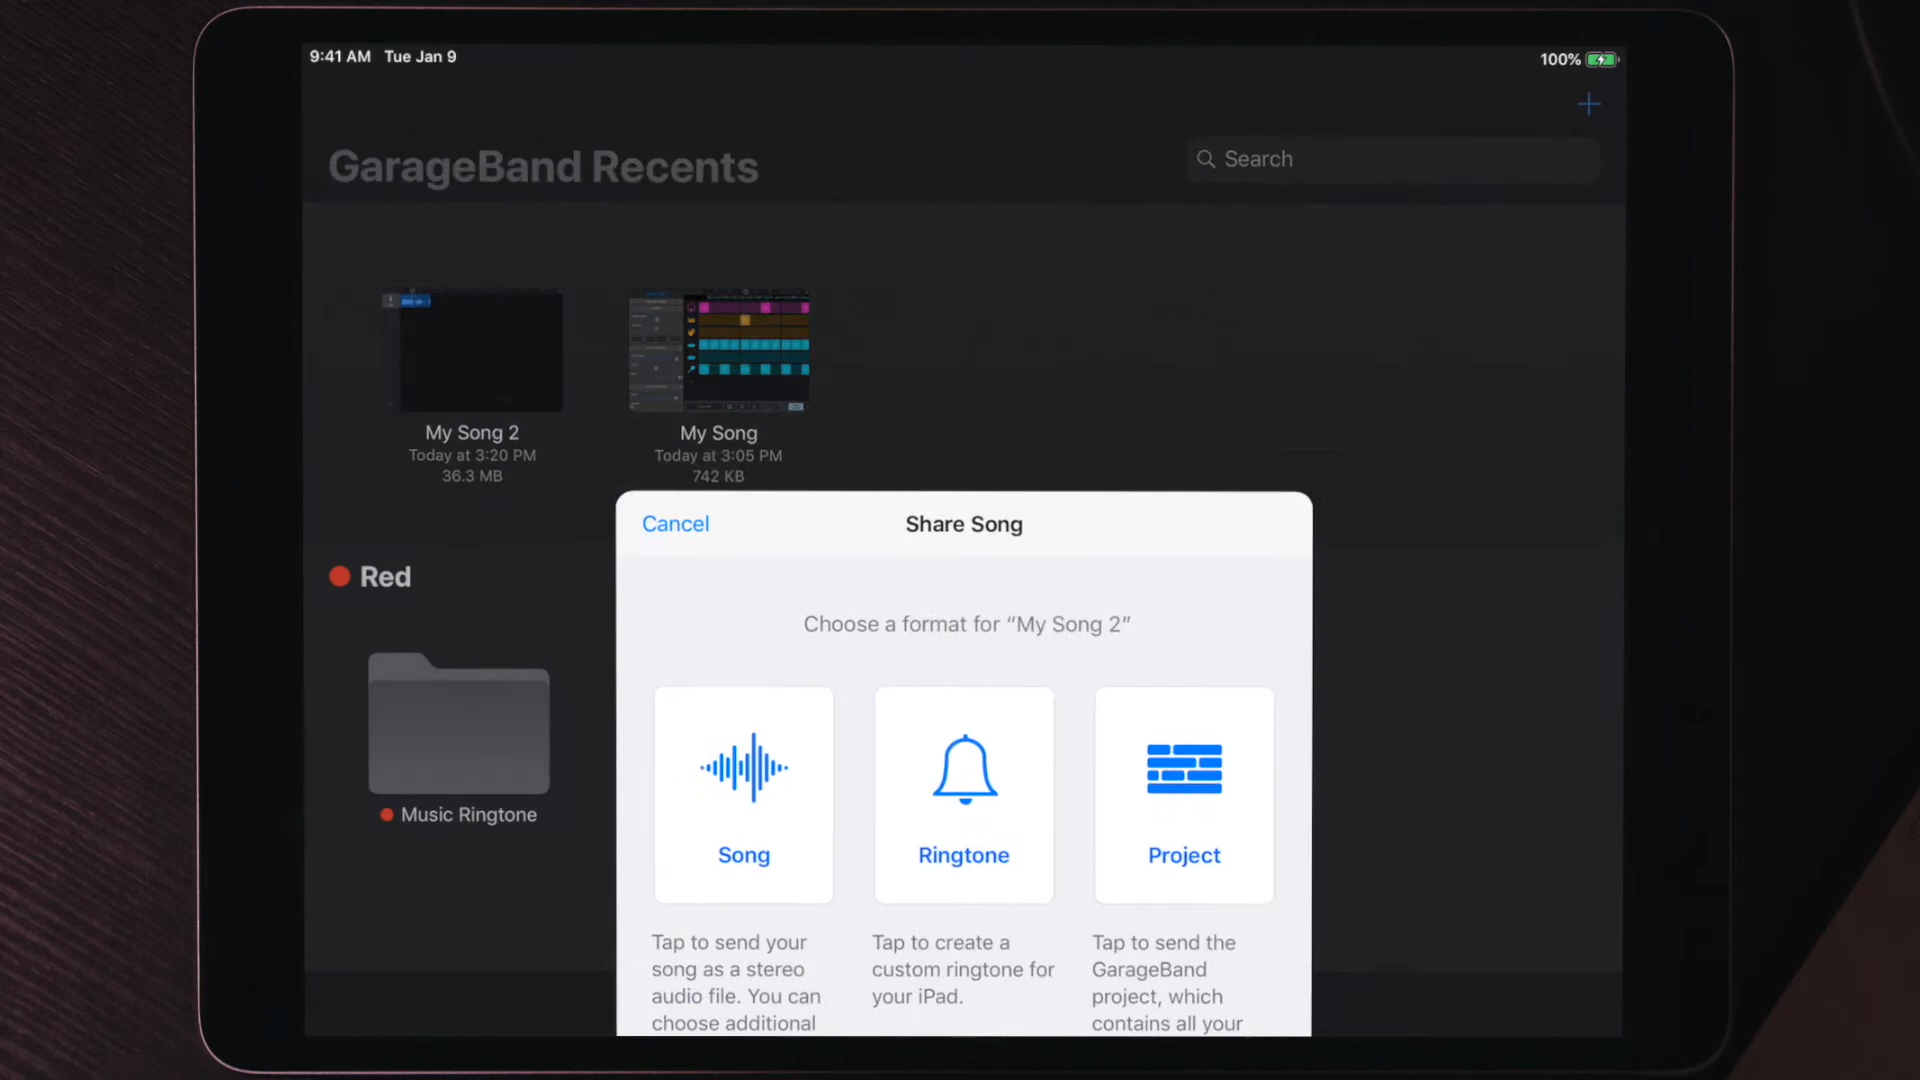 9:41 AM Tue Jan 9
100%
GarageBand Recents
Search
My Song 2
Today at 3:20 PM
36.3 MB
My Song
Today at 3:05 PM
742 KB
Cancel
Share Song
Red
Choose a format for “My Song 2”
Song
Ringtone
Project
Music Ringtone
Tap to send your
song as a stereo
audio file. You can
choose additional
Tap to create a
custom ringtone for
your iPad.
Tap to send the
GarageBand
project, which
contains all your